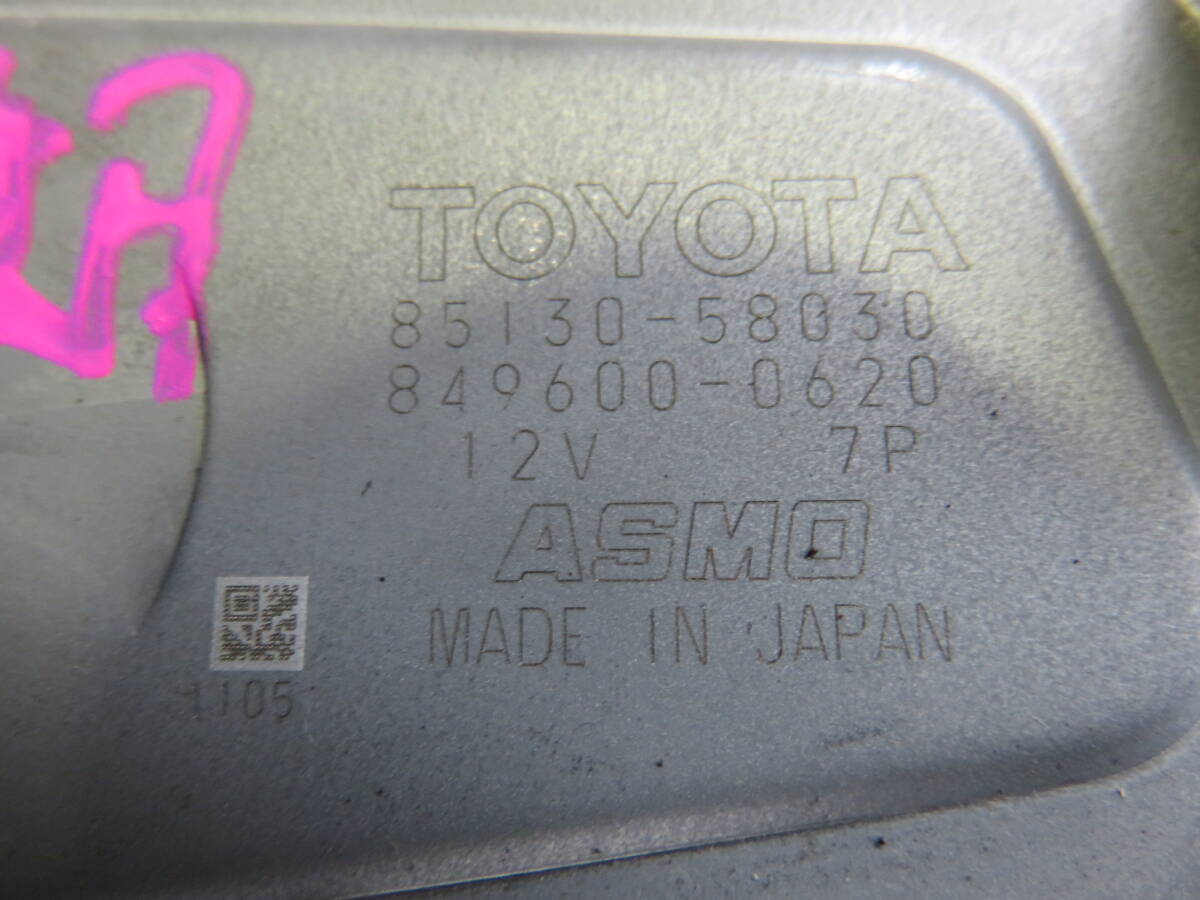 TOYOTA
85130-58030
849600-0620
12V 7P
ASMO
MADE IN JAPAN
1105